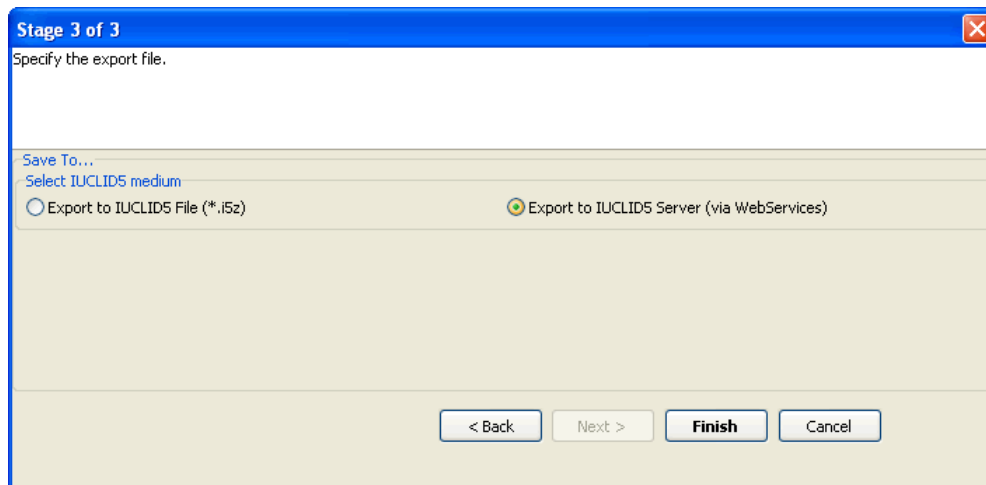 Stage 3 of 3
Specify the export file.
Save To...
Select IUCLID5 medium
Export to IUCLID5 File (*.i5z) Export to IUCLID5 Server (via WebServices)
< Back Next > Finish Cancel